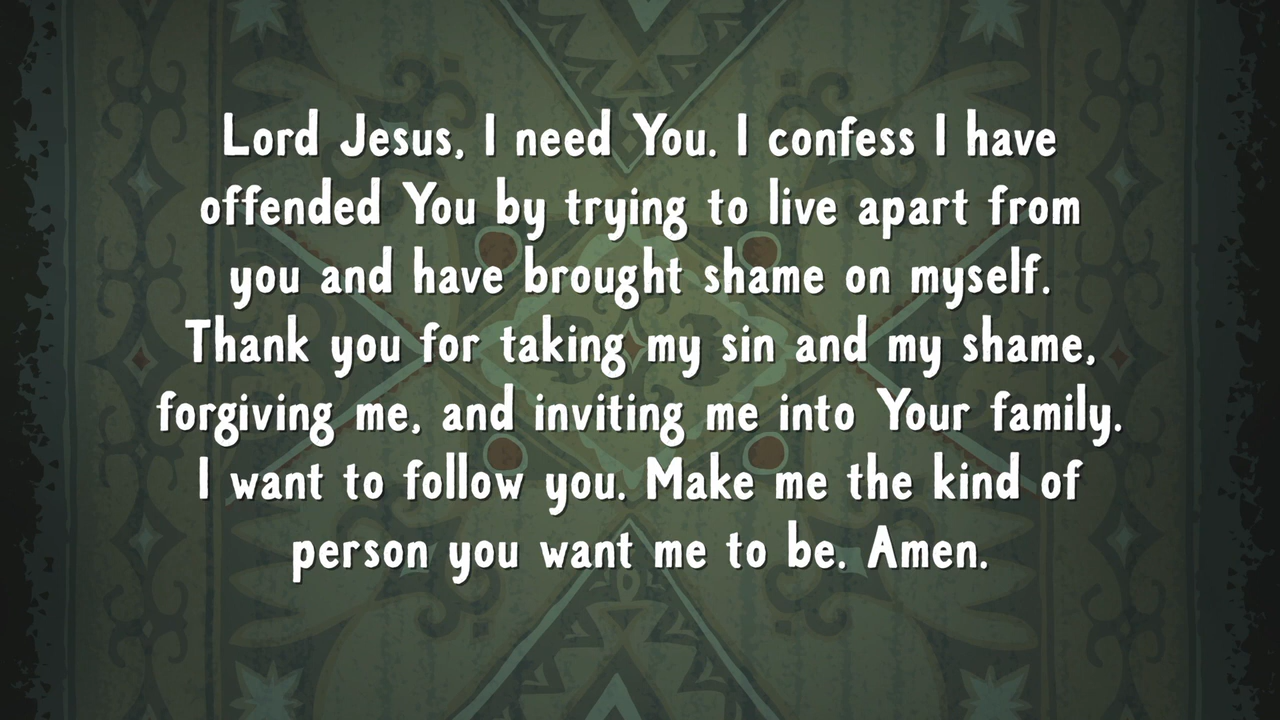 Lord Jesus, I need You. I confess I have
offended You by trying to live apart from
you and have brought shame on myself.
Thank you for taking my sin and my shame,
forgiving me, and inviting me into Your family.
I want to follow you. Make me the kind of
person you want me to be. Amen.